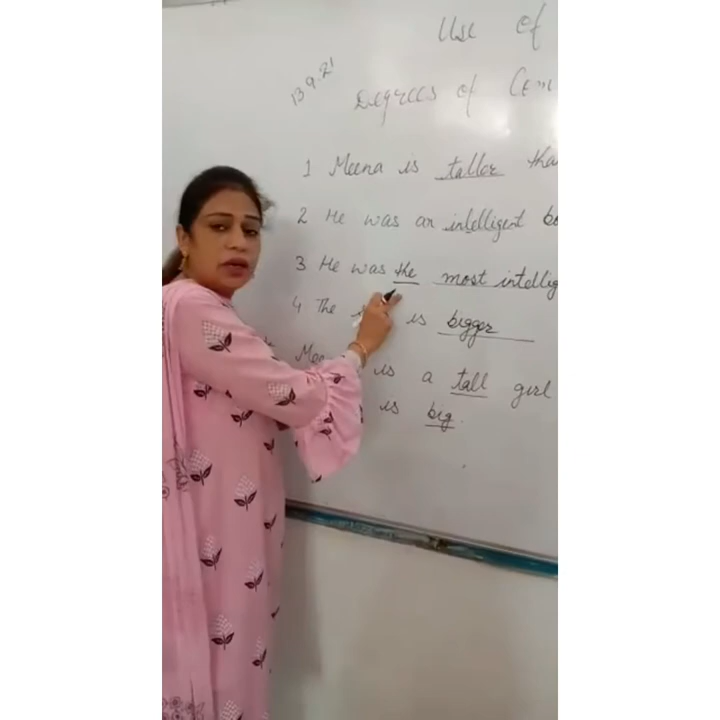 Use of
13.9.21
Degrees of Com
1 Meena is taller tha
2 He was an intelligent bo
3 He was the most intellig
4 The is bigger
Mee is a tall girl
is big.